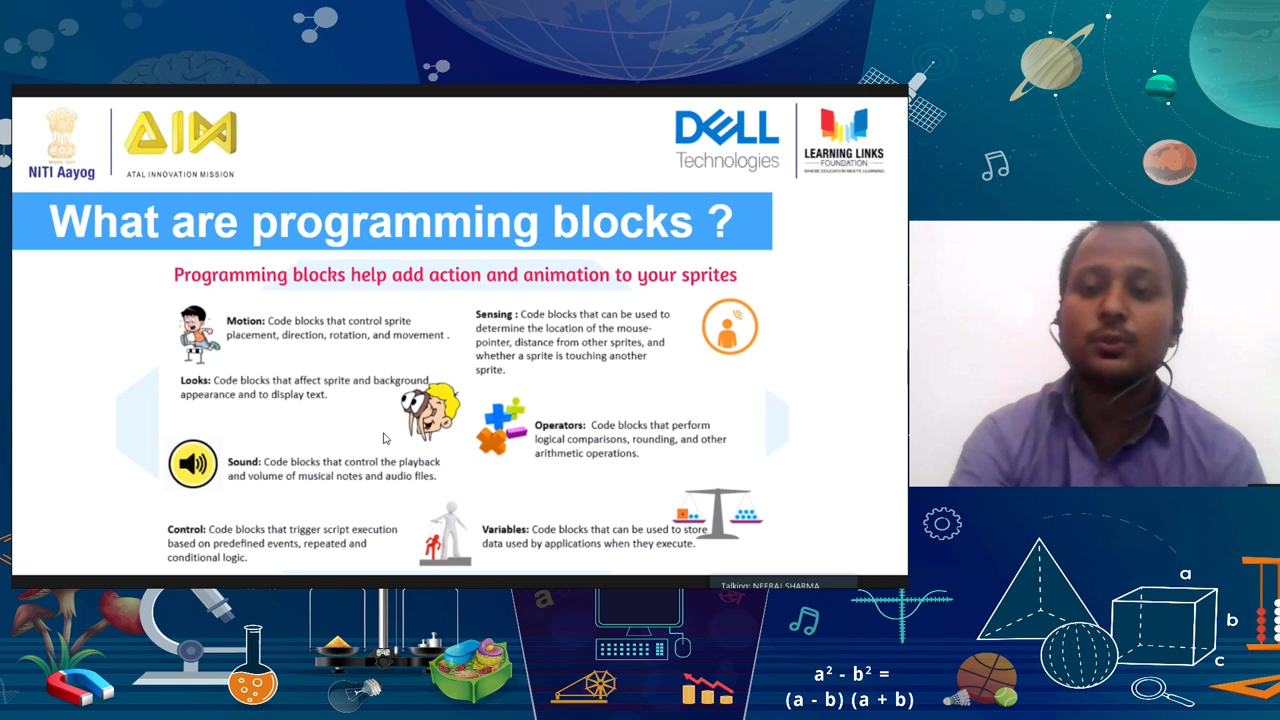 NITI Aayog
AIM
ATAL INNOVATION MISSION
DELL
Technologies
LEARNING LINKS
FOUNDATION
WHERE EDUCATION MEETS LEARNING
What are programming blocks ?
Programming blocks help add action and animation to your sprites
Motion: Code blocks that control sprite
placement, direction, rotation, and movement .
Looks: Code blocks that affect sprite and background
appearance and to display text.
Sound: Code blocks that control the playback
and volume of musical notes and audio files.
Control: Code blocks that trigger script execution
based on predefined events, repeated and
conditional logic.
Sensing : Code blocks that can be used to
determine the location of the mouse-
pointer, distance from other sprites, and
whether a sprite is touching another
sprite.
Operators: Code blocks that perform
logical comparisons, rounding, and other
arithmetic operations.
Variables: Code blocks that can be used to store
data used by applications when they execute.
Talking: NEERAJ SHARMA
a
a
b
c
a² - b² =
(a - b) (a + b)